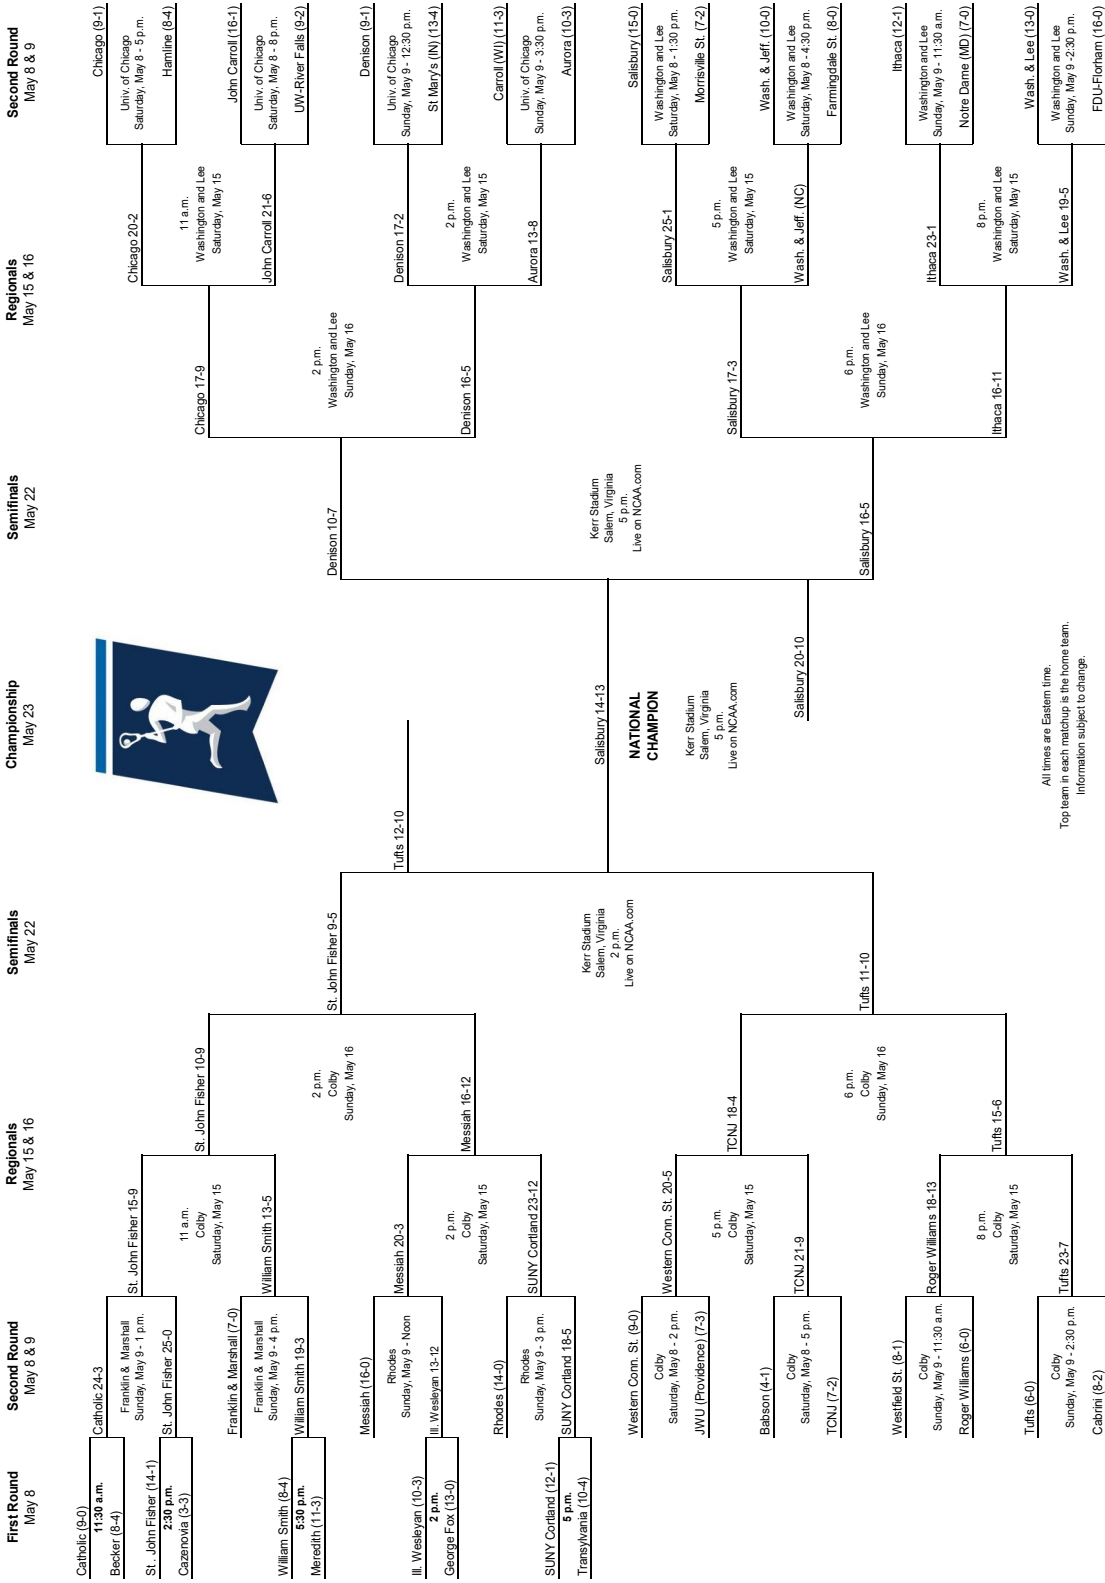 First Round
May 8
Second Round
May 8 & 9
Regionals
May 15 & 16
Semifinals
May 22
Championship
May 23
Semifinals
May 22
Regionals
May 15 & 16
Second Round
May 8 & 9
Catholic (9-0)
11:30 a.m.
Becker (8-4)
St. John Fisher (14-1)
2:30 p.m.
Cazenovia (3-3)
William Smith (8-4)
5:30 p.m.
Meredith (11-3)
Ill. Wesleyan (10-3)
2 p.m.
George Fox (13-0)
SUNY Cortland (12-1)
5 p.m.
Transylvania (10-4)
Catholic 24-3
Franklin & Marshall
Sunday, May 9 - 1 p.m.
St. John Fisher 25-0
Franklin & Marshall (7-0)
Franklin & Marshall
Sunday, May 9 - 4 p.m.
William Smith 19-3
Messiah (16-0)
Rhodes
Sunday, May 9 - Noon
Ill. Wesleyan 13-12
Rhodes (14-0)
Rhodes
Sunday, May 9 - 3 p.m.
SUNY Cortland 18-5
Western Conn. St. (9-0)
Colby
Saturday, May 8 - 2 p.m.
JWU (Providence) (7-3)
Babson (4-1)
Colby
Saturday, May 8 - 5 p.m.
TCNJ (7-2)
Westfield St. (8-1)
Colby
Sunday, May 9 - 11:30 a.m.
Roger Williams (6-0)
Tufts (6-0)
Colby
Sunday, May 9 - 2:30 p.m.
Cabrini (8-2)
St. John Fisher 15-9
11 a.m.
Colby
Saturday, May 15
William Smith 13-5
Messiah 20-3
2 p.m.
Colby
Saturday, May 15
SUNY Cortland 23-12
Western Conn. St. 20-5
5 p.m.
Colby
Saturday, May 15
TCNJ 21-9
Roger Williams 18-13
8 p.m.
Colby
Saturday, May 15
Tufts 23-7
St. John Fisher 10-9
2 p.m.
Colby
Sunday, May 16
Messiah 16-12
TCNJ 18-4
6 p.m.
Colby
Sunday, May 16
Tufts 15-6
St. John Fisher 9-5
Kerr Stadium
Salem, Virginia
2 p.m.
Live on NCAA.com
Tufts 11-10
Tufts 12-10
Salisbury 14-13
NATIONAL
CHAMPION
Kerr Stadium
Salem, Virginia
5 p.m.
Live on NCAA.com
Salisbury 20-10
All times are Eastern time.
Top team in each matchup is the home team.
Information subject to change.
Denison 10-7
Kerr Stadium
Salem, Virginia
5 p.m.
Live on NCAA.com
Salisbury 16-5
Chicago 17-9
2 p.m.
Washington and Lee
Sunday, May 16
Denison 16-5
Salisbury 17-3
6 p.m.
Washington and Lee
Sunday, May 16
Ithaca 16-11
Chicago 20-2
11 a.m.
Washington and Lee
Saturday, May 15
John Carroll 21-6
Denison 17-2
2 p.m.
Washington and Lee
Saturday, May 15
Aurora 13-8
Salisbury 25-1
5 p.m.
Washington and Lee
Saturday, May 15
Wash. & Jeff. (NC)
Ithaca 23-1
8 p.m.
Washington and Lee
Saturday, May 15
Wash. & Lee 19-5
Chicago (9-1)
Univ. of Chicago
Saturday, May 8 - 5 p.m.
Hamline (8-4)
John Carroll (16-1)
Univ. of Chicago
Saturday, May 8 - 8 p.m.
UW-River Falls (9-2)
Denison (9-1)
Univ. of Chicago
Sunday, May 9 - 12:30 p.m.
St Mary's (IN) (13-4)
Carroll (WI) (11-3)
Univ. of Chicago
Sunday, May 9 - 3:30 p.m.
Aurora (10-3)
Salisbury (15-0)
Washington and Lee
Saturday, May 8 - 1:30 p.m.
Morrisville St. (7-2)
Wash. & Jeff. (10-0)
Washington and Lee
Saturday, May 8 - 4:30 p.m.
Farmingdale St. (8-0)
Ithaca (12-1)
Washington and Lee
Sunday, May 9 - 11:30 a.m.
Notre Dame (MD) (7-0)
Wash. & Lee (13-0)
Washington and Lee
Sunday, May 9 -2:30 p.m.
FDU-Florham (16-0)